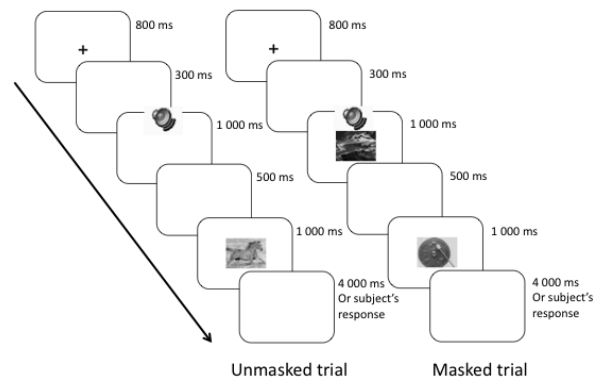 +
800 ms
300 ms
1 000 ms
500 ms
1 000 ms
4 000 ms
Or subject's
response
Unmasked trial
+
800 ms
300 ms
1 000 ms
500 ms
1 000 ms
4 000 ms
Or subject's
response
Masked trial